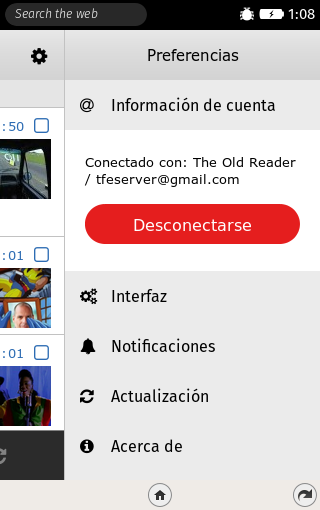 Search the web
1:08
Preferencias
@ Información de cuenta
:50
Conectado con: The Old Reader
/ tfeserver@gmail.com
Desconectarse
:01
Interfaz
Notificaciones
:01
Actualización
Acerca de